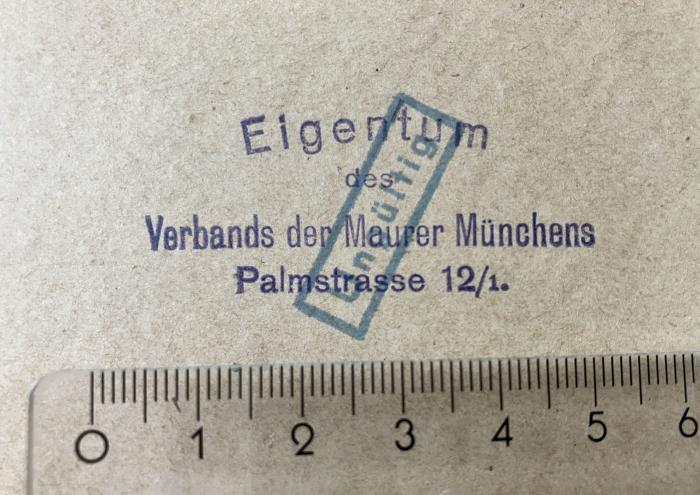 Eigentum
des
Verbands der Maurer Münchens
Palmstrasse 12/1.
Ungültig
0 1 2 3 4 5 6